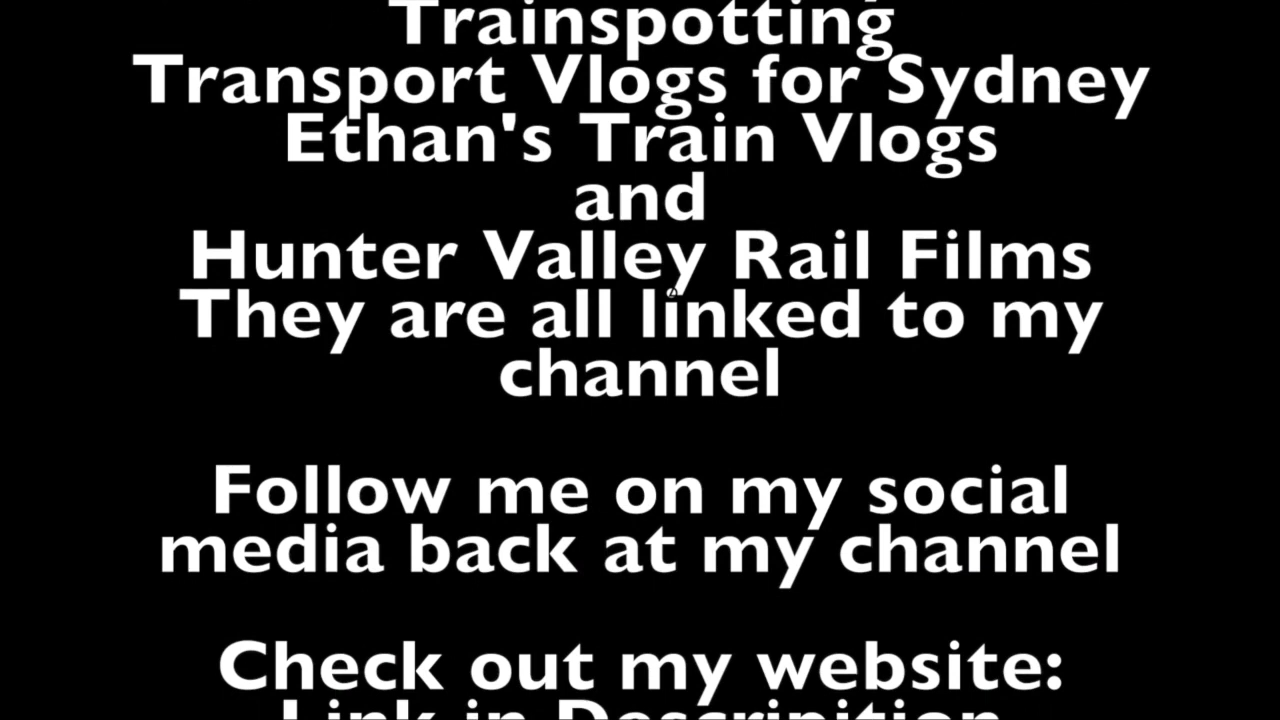 Trainspotting
Transport Vlogs for Sydney
Ethan's Train Vlogs
and
Hunter Valley Rail Films
They are all linked to my
channel
Follow me on my social
media back at my channel
Check out my website:
Link in Descripition